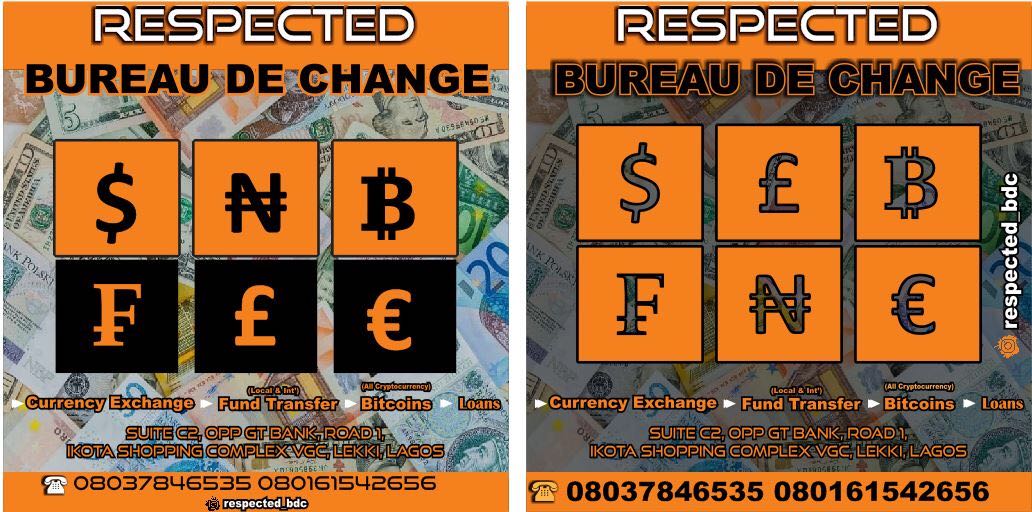 RESPECTED
BUREAU DE CHANGE
$ ₦ ₿
₣ £ €
(Local & Int') (All Cryptocurrency)
Currency Exchange Fund Transfer Bitcoins Loans
SUITE C2, OPP GT BANK, ROAD 1,
IKOTA SHOPPING COMPLEX VGC, LEKKI, LAGOS
08037846535 080161542656
respected_bdc
RESPECTED
BUREAU DE CHANGE
$ £ ₿
₣ ₦ €
respected_bdc
(Local & Int') (All Cryptocurrency)
Currency Exchange Fund Transfer Bitcoins Loans
SUITE C2, OPP GT BANK, ROAD 1,
IKOTA SHOPPING COMPLEX VGC, LEKKI, LAGOS
08037846535 080161542656